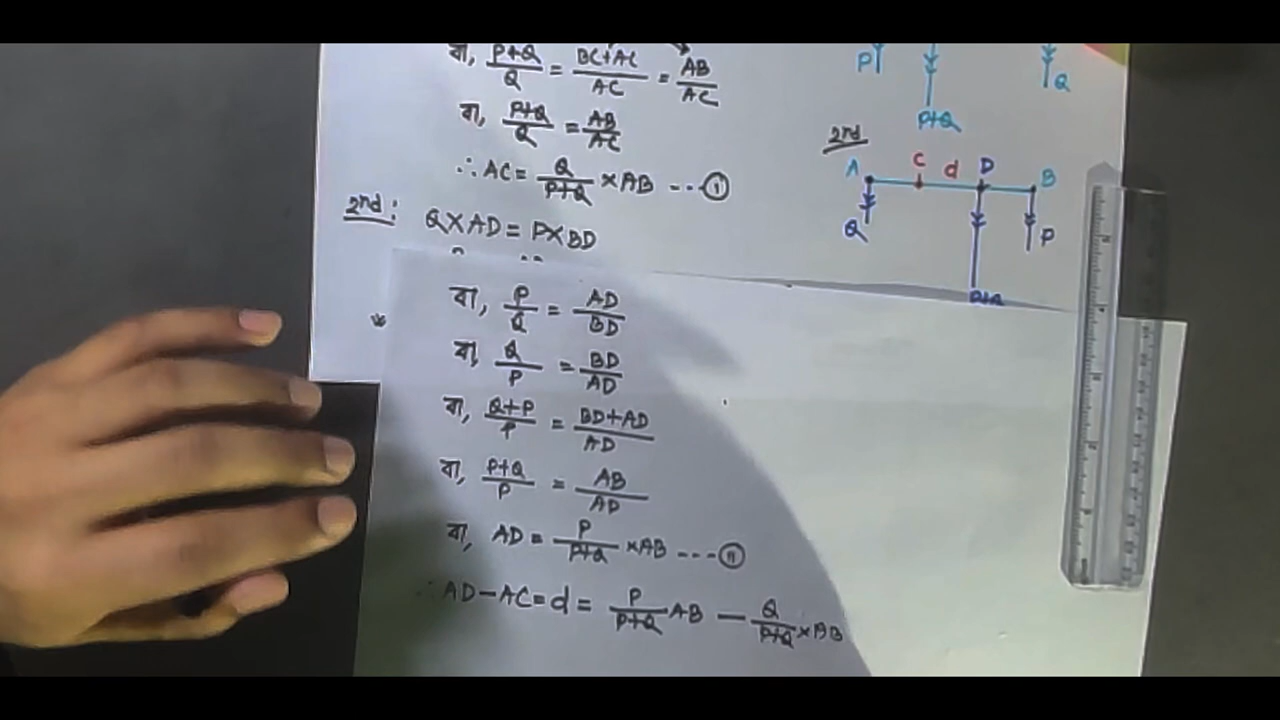 বা, P+Q/Q = BC+AC/AC = AB/AC
বা, P+Q/Q = AB/AC
∴ AC = Q/P+Q × AB --- ①
2nd: Q×AD = P×BD
বা, P/Q = AD/BD
বা, Q/P = BD/AD
বা, Q+P/P = BD+AD/AD
বা, P+Q/P = AB/AD
বা, AD = P/P+Q ×AB --- ⑪
∴ AD-AC = d = P/P+Q AB - Q/P+Q ×AB
P
Q
P+Q
2nd
A C d D B
Q P
P+Q